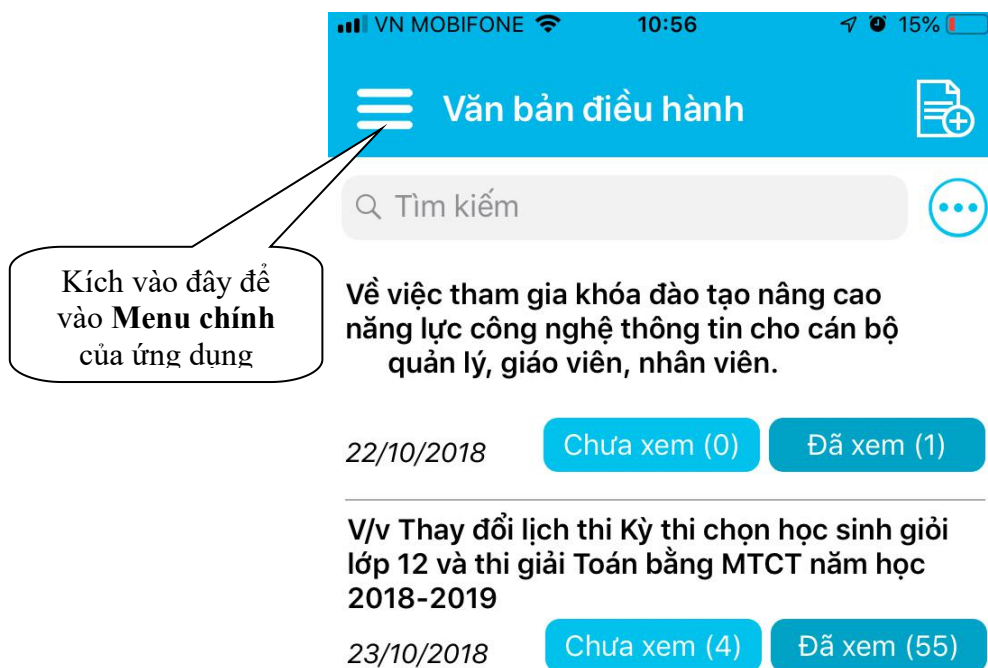 VN MOBIFONE 10:56 15%
Văn bản điều hành
Tìm kiếm
Kích vào đây để
vào Menu chính
của ứng dụng
Về việc tham gia khóa đào tạo nâng cao
năng lực công nghệ thông tin cho cán bộ
quản lý, giáo viên, nhân viên.
22/10/2018 Chưa xem (0) Đã xem (1)
V/v Thay đổi lịch thi Kỳ thi chọn học sinh giỏi
lớp 12 và thi giải Toán bằng MTCT năm học
2018-2019
23/10/2018 Chưa xem (4) Đã xem (55)